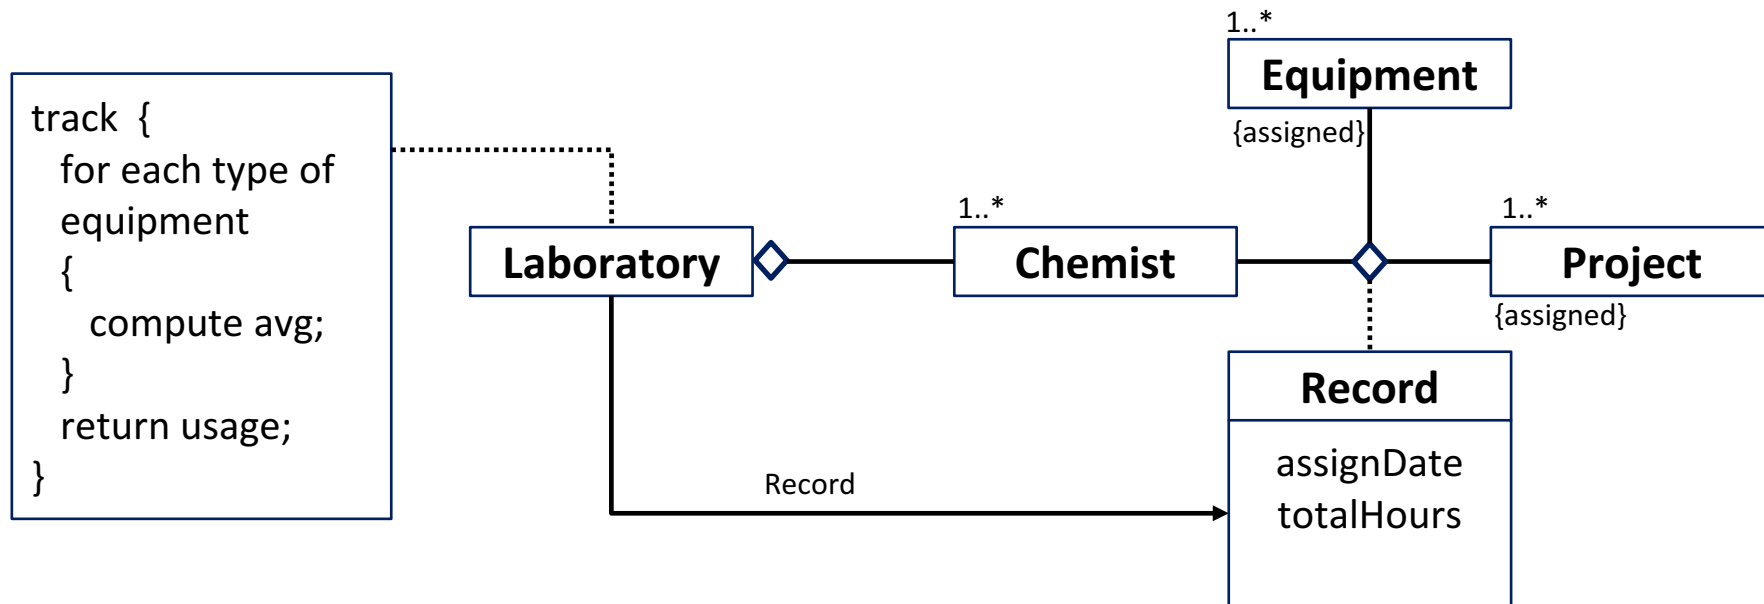 track {
for each type of
equipment
{
compute avg;
}
return usage;
}
1..*
Equipment
{assigned}
Laboratory
1..*
Chemist
1..*
Project
{assigned}
Record
assignDate
totalHours
Record